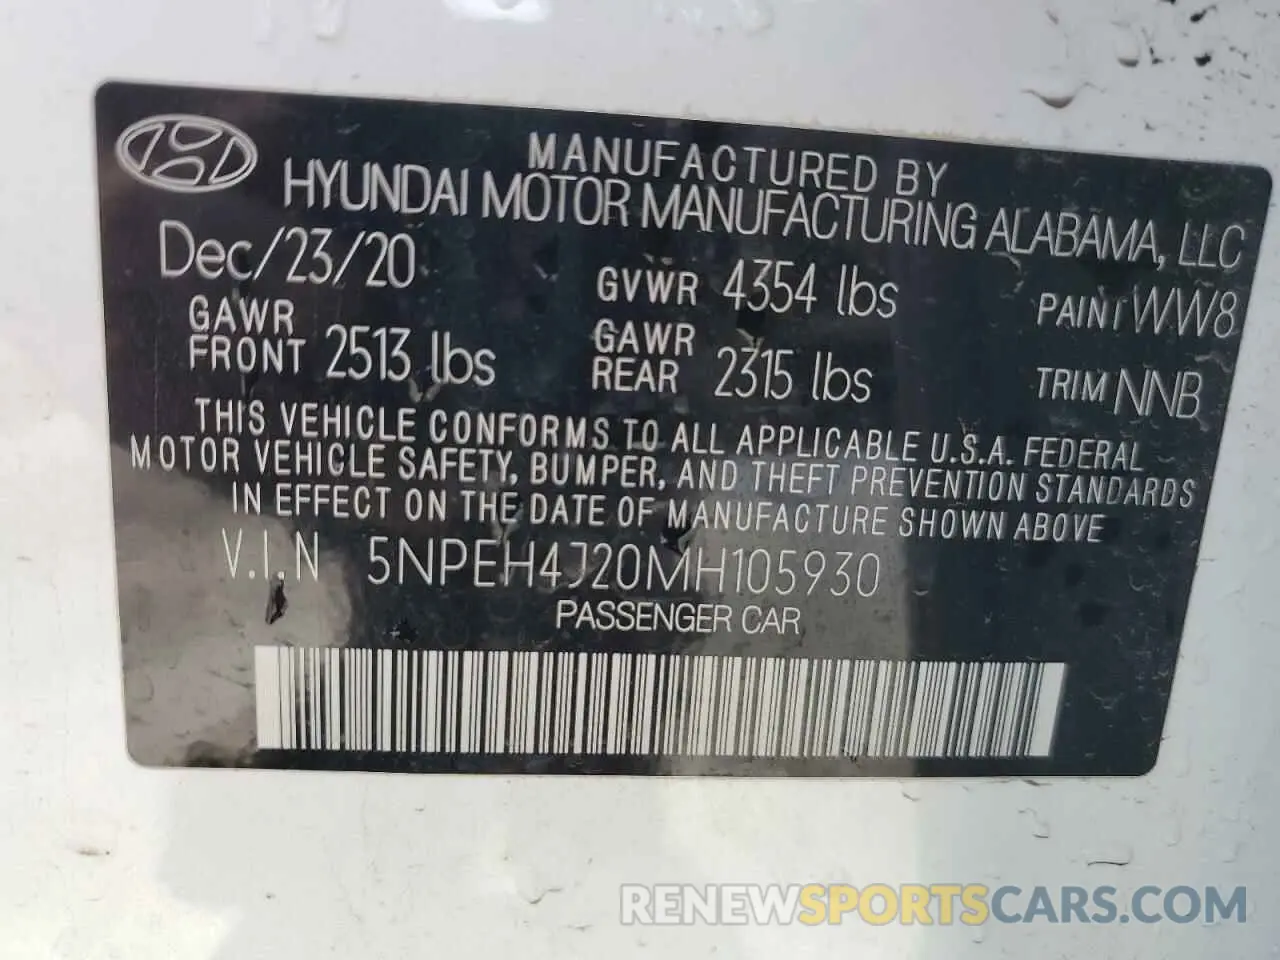 MANUFACTURED BY
HYUNDAI MOTOR MANUFACTURING ALABAMA, LLC
Dec/23/20 GVWR 4354 lbs PAINT WW8
GAWR FRONT 2513 lbs GAWR REAR 2315 lbs TRIM NNB
THIS VEHICLE CONFORMS TO ALL APPLICABLE U.S.A. FEDERAL
MOTOR VEHICLE SAFETY, BUMPER, AND THEFT PREVENTION STANDARDS
IN EFFECT ON THE DATE OF MANUFACTURE SHOWN ABOVE
V.I.N 5NPEH4J20MH105930
PASSENGER CAR
RENEWSPORTSCARS.COM